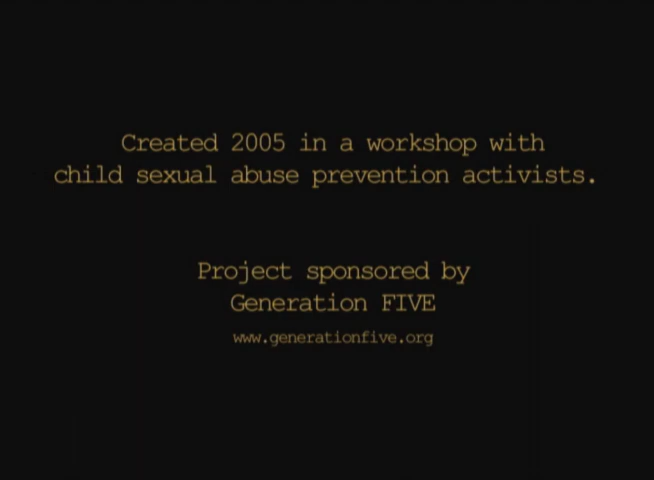 Created 2005 in a workshop with
child sexual abuse prevention activists.
Project sponsored by
Generation FIVE
www.generationfive.org